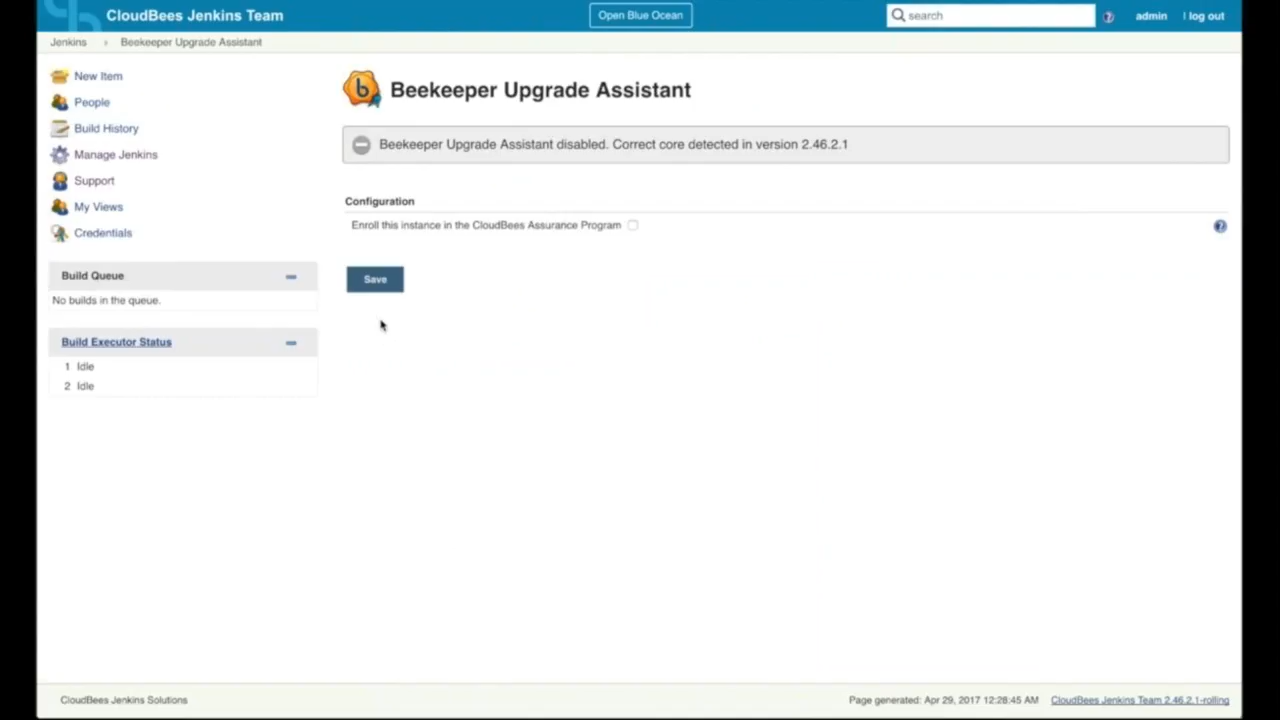 CloudBees Jenkins Team
Open Blue Ocean
search
admin
| log out
Jenkins
Beekeeper Upgrade Assistant
New Item
People
Build History
Manage Jenkins
Support
My Views
Credentials
Build Queue
No builds in the queue.
Build Executor Status
1 Idle
2 Idle
Beekeeper Upgrade Assistant
Beekeeper Upgrade Assistant disabled. Correct core detected in version 2.46.2.1
Configuration
Enroll this instance in the CloudBees Assurance Program
Save
CloudBees Jenkins Solutions
Page generated: Apr 29, 2017 12:28:45 AM
CloudBees Jenkins Team 2.46.2.1-rolling